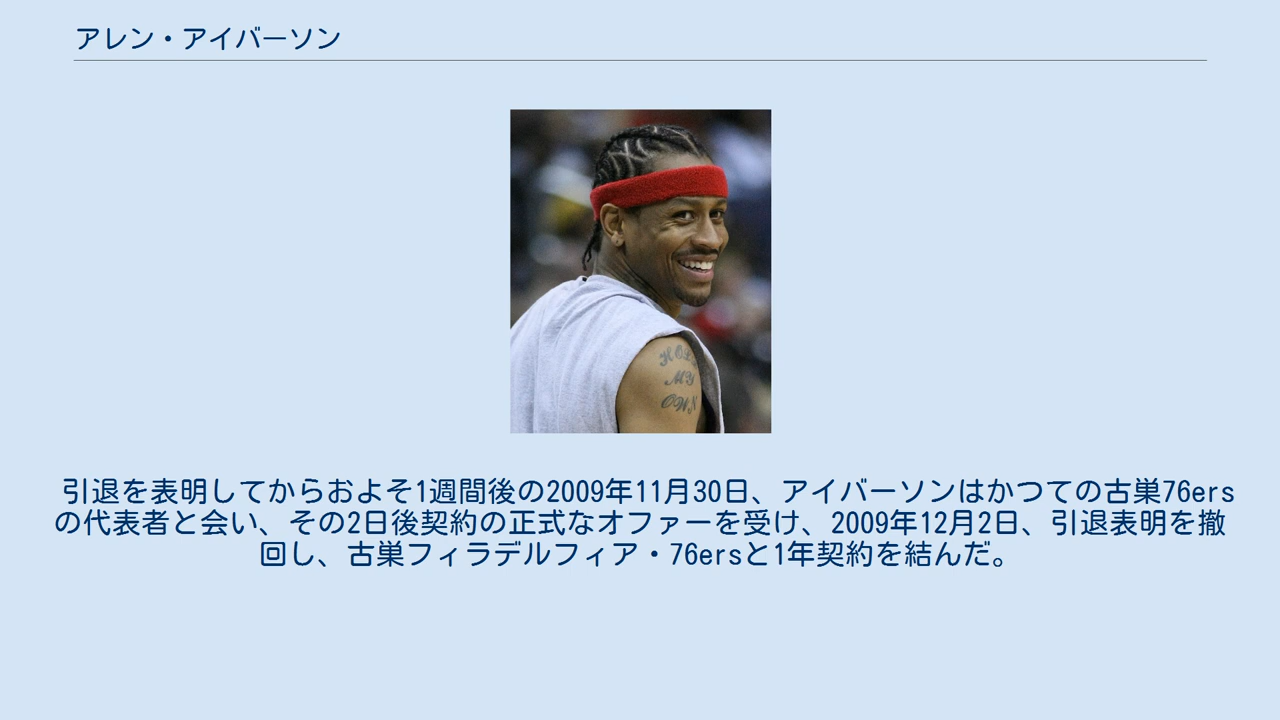 アレン・アイバーソン
HOLD
MY
OWN
引退を表明してからおよそ1週間後の2009年11月30日、アイバーソンはかつての古巣76ers
の代表者と会い、その2日後契約の正式なオファーを受け、2009年12月2日、引退表明を撤
回し、古巣フィラデルフィア・76ersと1年契約を結んだ。